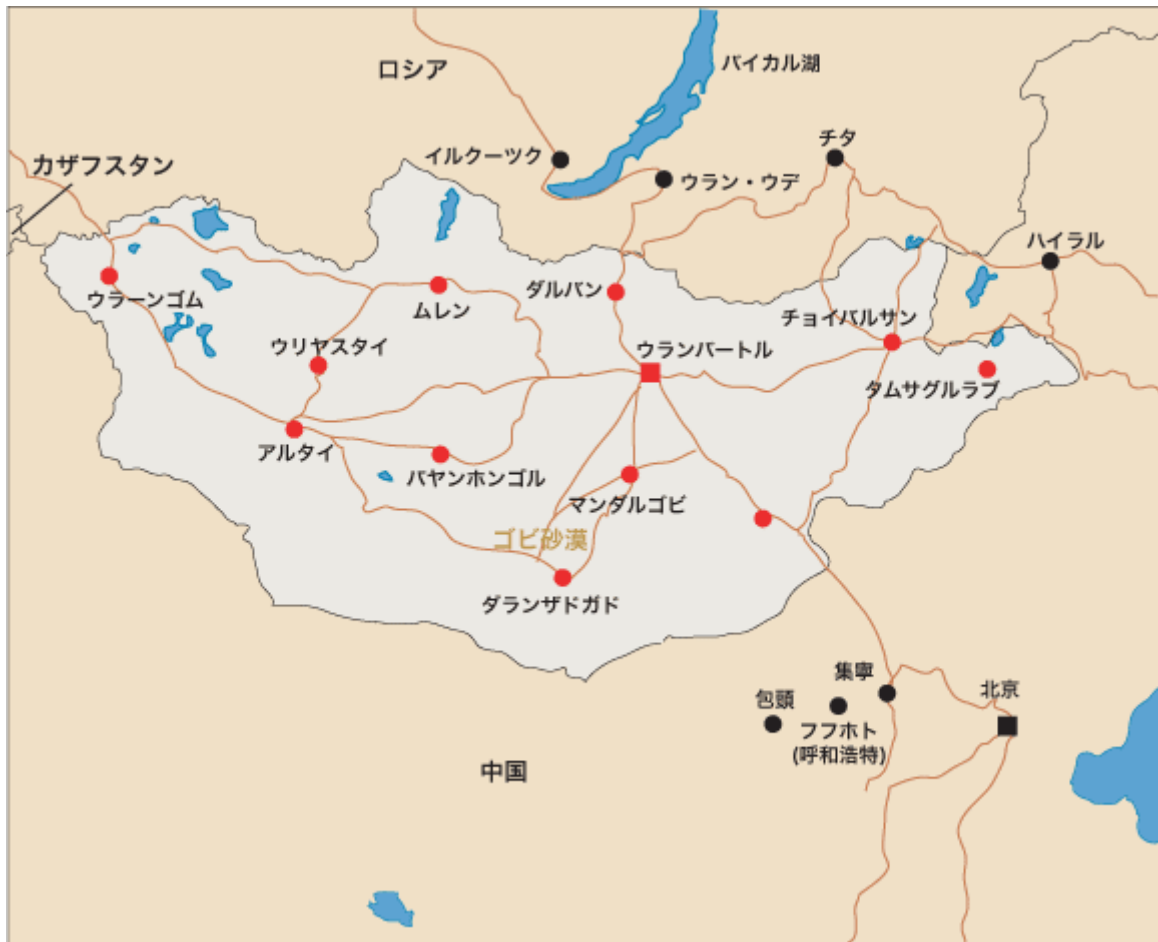 ロシア
バイカル湖
チタ
イルクーツク
カザフスタン
ウラン・ウデ
ハイラル
ウラーンゴム
ムレン
ダルバン
チョイバルサン
ウリヤスタイ
ウランバートル
タムサグルラブ
アルタイ
バヤンホンゴル
マンダルゴビ
ゴビ砂漠
ダランザドガド
集寧
北京
包頭
フフホト
(呼和浩特)
中国